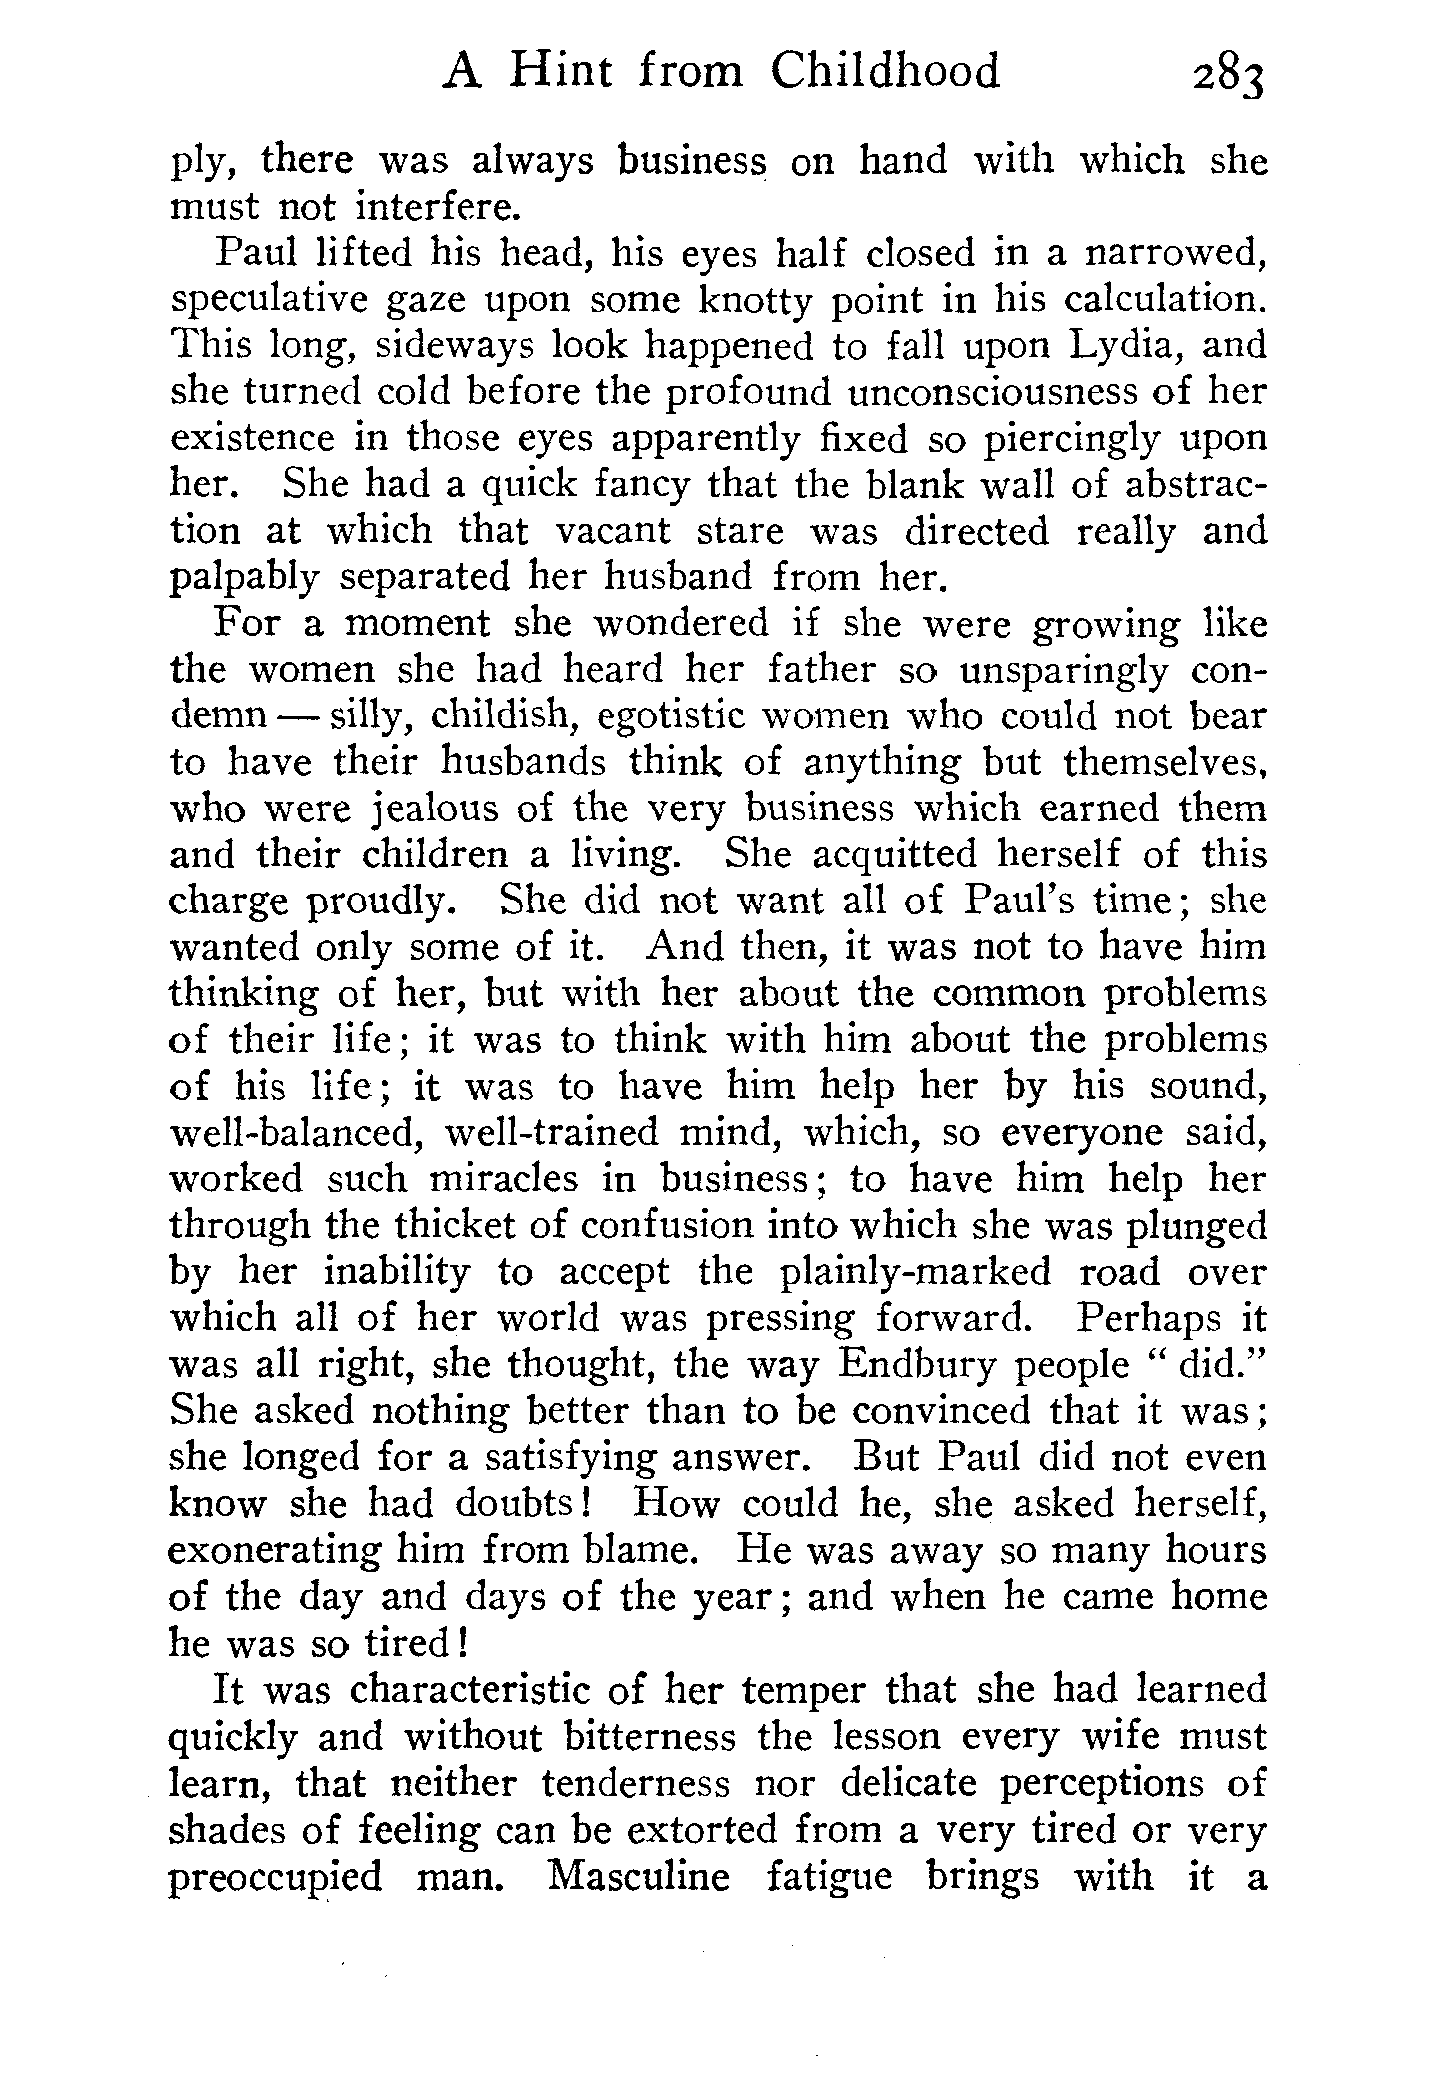 A Hint from Childhood 283
ply, there was always business on hand with which she
must not interfere.
Paul lifted his head, his eyes half closed in a narrowed,
speculative gaze upon some knotty point in his calculation.
This long, sideways look happened to fall upon Lydia, and
she turned cold before the profound unconsciousness of her
existence in those eyes apparently fixed so piercingly upon
her. She had a quick fancy that the blank wall of abstrac-
tion at which that vacant stare was directed really and
palpably separated her husband from her.
For a moment she wondered if she were growing like
the women she had heard her father so unsparingly con-
demn — silly, childish, egotistic women who could not bear
to have their husbands think of anything but themselves,
who were jealous of the very business which earned them
and their children a living. She acquitted herself of this
charge proudly. She did not want all of Paul's time; she
wanted only some of it. And then, it was not to have him
thinking of her, but with her about the common problems
of their life; it was to think with him about the problems
of his life; it was to have him help her by his sound,
well-balanced, well-trained mind, which, so everyone said,
worked such miracles in business; to have him help her
through the thicket of confusion into which she was plunged
by her inability to accept the plainly-marked road over
which all of her world was pressing forward. Perhaps it
was all right, she thought, the way Endbury people " did."
She asked nothing better than to be convinced that it was;
she longed for a satisfying answer. But Paul did not even
know she had doubts! How could he, she asked herself,
exonerating him from blame. He was away so many hours
of the day and days of the year; and when he came home
he was so tired!
It was characteristic of her temper that she had learned
quickly and without bitterness the lesson every wife must
learn, that neither tenderness nor delicate perceptions of
shades of feeling can be extorted from a very tired or very
preoccupied man. Masculine fatigue brings with it a